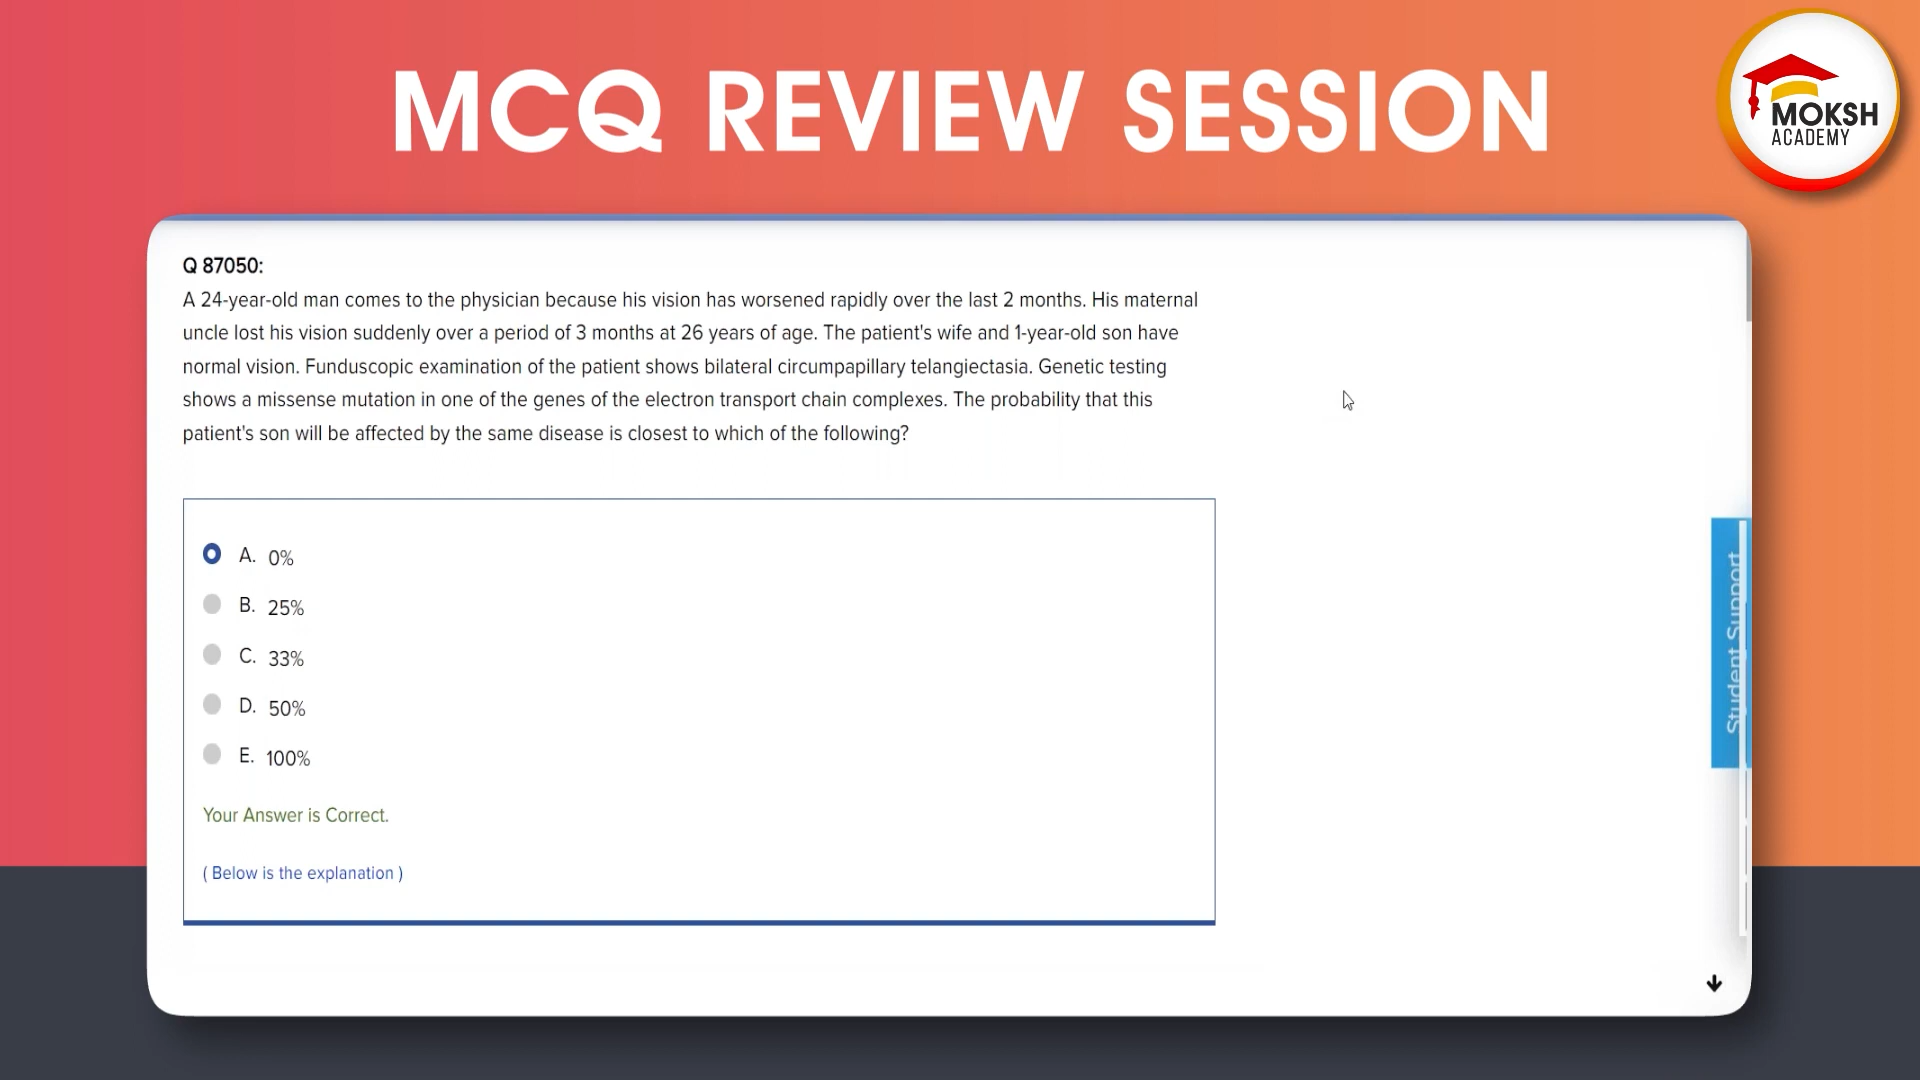 MCQ REVIEW SESSION
MOKSH
ACADEMY
Q 87050:
A 24-year-old man comes to the physician because his vision has worsened rapidly over the last 2 months. His maternal
uncle lost his vision suddenly over a period of 3 months at 26 years of age. The patient's wife and 1-year-old son have
normal vision. Funduscopic examination of the patient shows bilateral circumpapillary telangiectasia. Genetic testing
shows a missense mutation in one of the genes of the electron transport chain complexes. The probability that this
patient's son will be affected by the same disease is closest to which of the following?
A. 0%
B. 25%
C. 33%
D. 50%
E. 100%
Your Answer is Correct.
( Below is the explanation )
Student Support